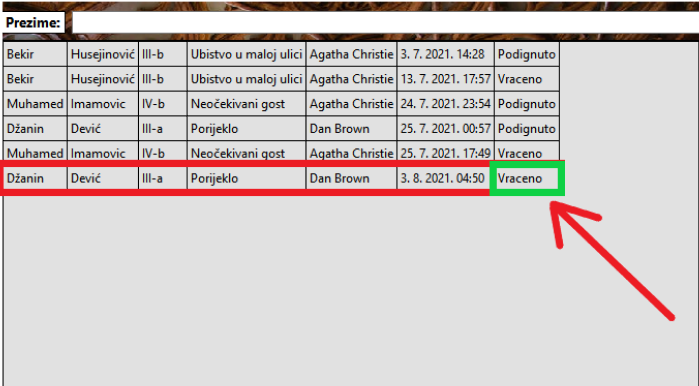 Prezime:
Bekir Husejinović III-b Ubistvo u maloj ulici Agatha Christie 3. 7. 2021. 14:28 Podignuto
Bekir Husejinović III-b Ubistvo u maloj ulici Agatha Christie 13. 7. 2021. 17:57 Vraceno
Muhamed Imamovic IV-b Neočekivani gost Agatha Christie 24. 7. 2021. 23:54 Podignuto
Džanin Dević III-a Porijeklo Dan Brown 25. 7. 2021. 00:57 Podignuto
Muhamed Imamovic IV-b Neočekivani gost Agatha Christie 25. 7. 2021. 17:49 Vraceno
Džanin Dević III-a Porijeklo Dan Brown 3. 8. 2021. 04:50 Vraceno